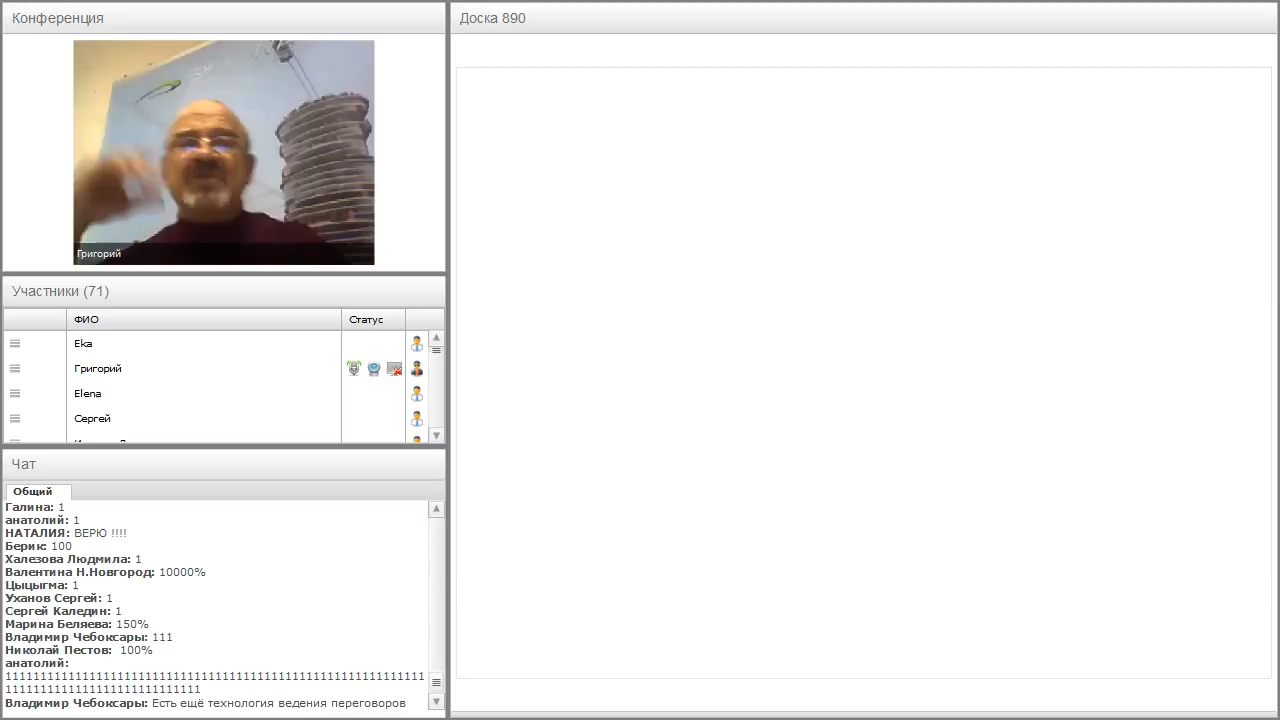 Конференция
Григорий
Участники (71)
ФИО
Статус
Eka
Григорий
Elena
Сергей
Чат
Общий
Галина: 1
анатолий: 1
НАТАЛИЯ: ВЕРЮ !!!!
Берик: 100
Халезова Людмила: 1
Валентина Н.Новгород: 10000%
Цыцыгма: 1
Уханов Сергей: 1
Сергей Каледин: 1
Марина Беляева: 150%
Владимир Чебоксары: 111
Николай Пестов: 100%
анатолий:
111111111111111111111111111111111111111111111111111111111111
1111111111111111111111111111
Владимир Чебоксары: Есть ещё технология ведения переговоров
Доска 890